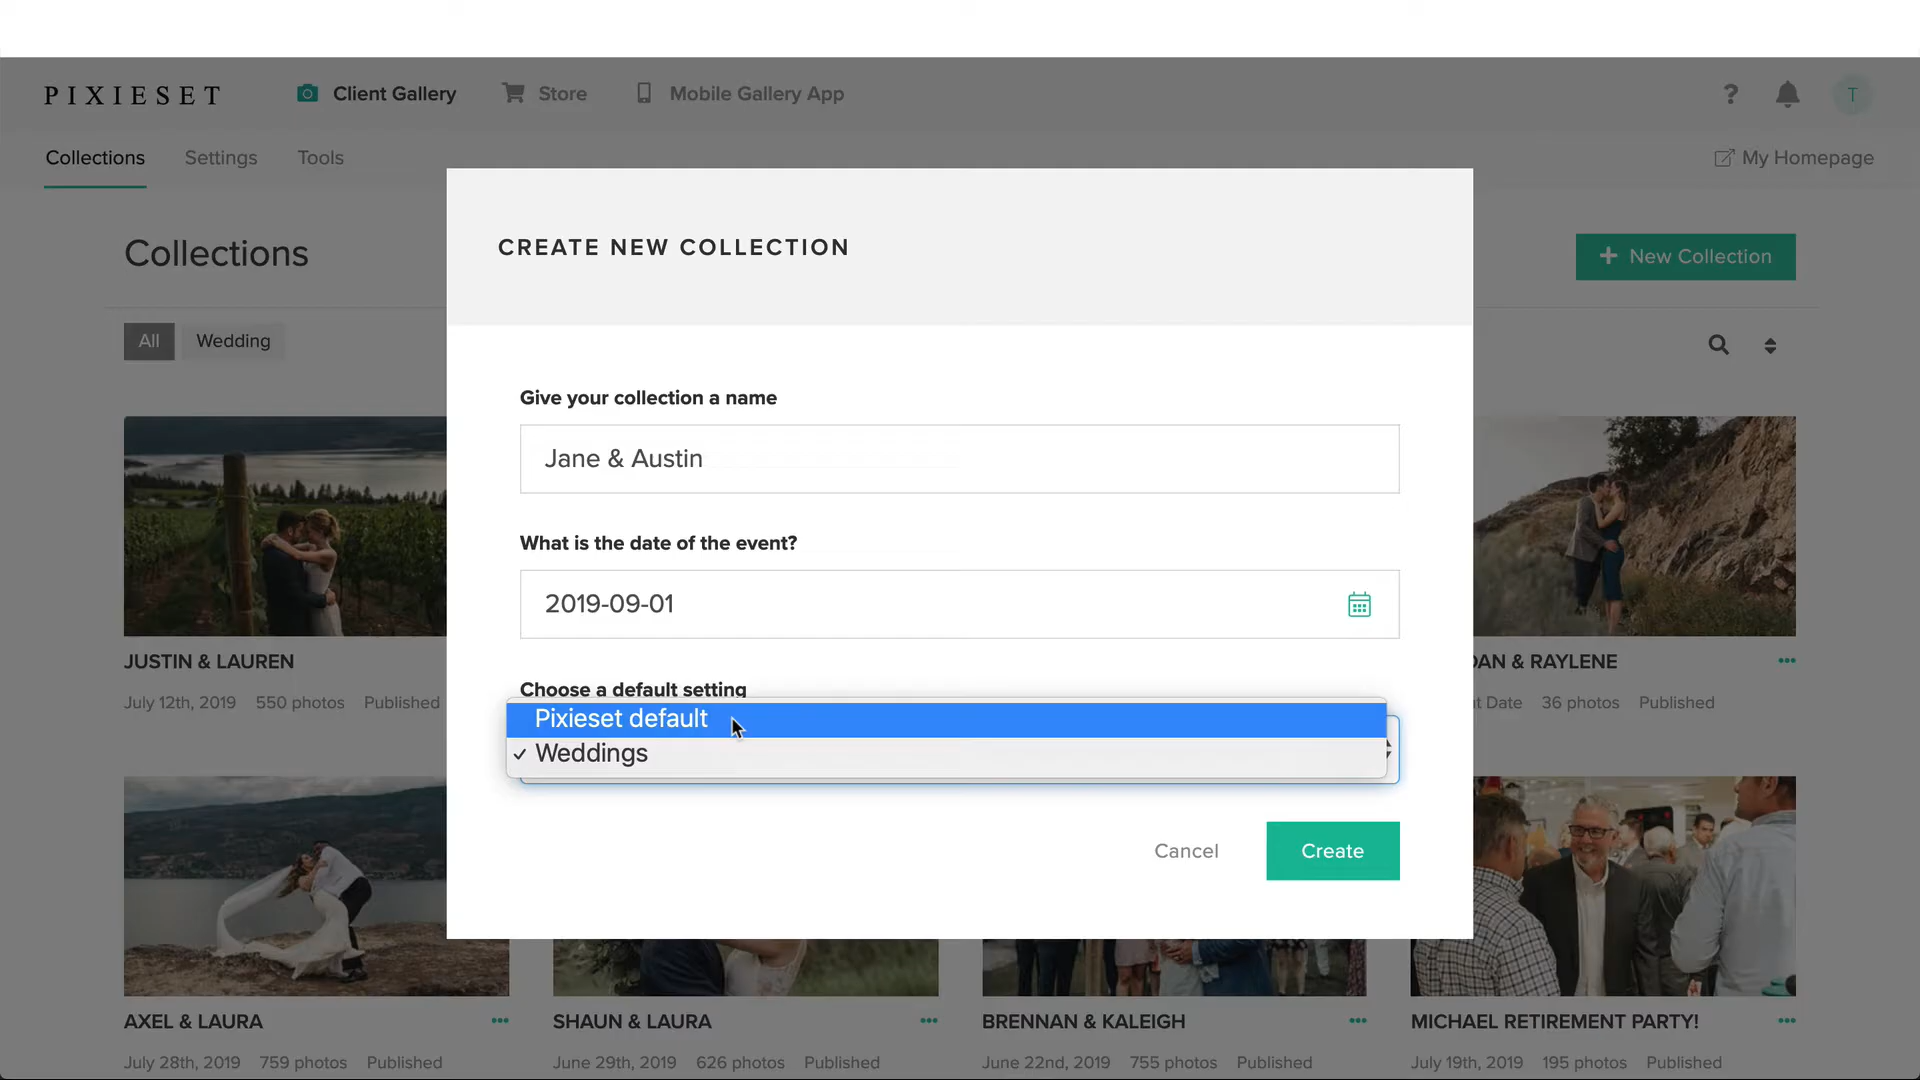 PIXIESET
Client Gallery
Store
Mobile Gallery App
?
T
Collections
Settings
Tools
My Homepage
CREATE NEW COLLECTION
Collections
+ New Collection
All
Wedding
Give your collection a name
Jane & Austin
What is the date of the event?
2019-09-01
JUSTIN & LAUREN
DAN & RAYLENE
July 12th, 2019 550 photos Published
t Date 36 photos Published
Choose a default setting
Pixieset default
✓ Weddings
Cancel
Create
AXEL & LAURA
SHAUN & LAURA
BRENNAN & KALEIGH
MICHAEL RETIREMENT PARTY!
July 28th, 2019 759 photos Published
June 29th, 2019 626 photos Published
June 22nd, 2019 755 photos Published
July 19th, 2019 195 photos Published